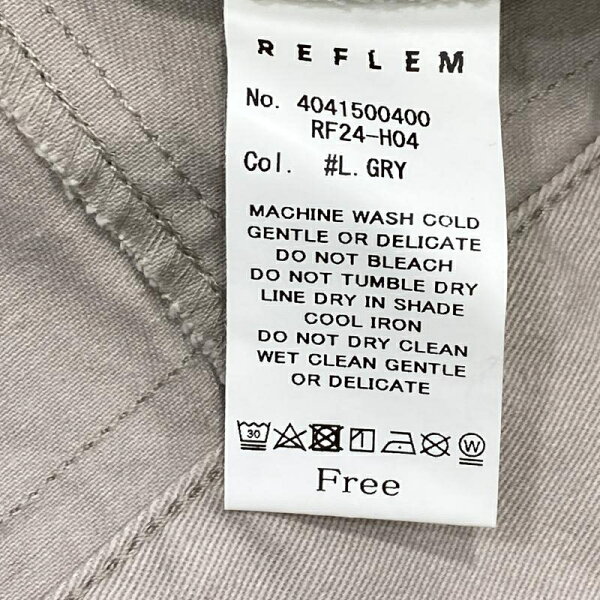 REFLEM
No. 4041500400
RF24-H04
Col. #L.GRY
MACHINE WASH COLD
GENTLE OR DELICATE
DO NOT BLEACH
DO NOT TUMBLE DRY
LINE DRY IN SHADE
COOL IRON
DO NOT DRY CLEAN
WET CLEAN GENTLE
OR DELICATE
30 W
Free